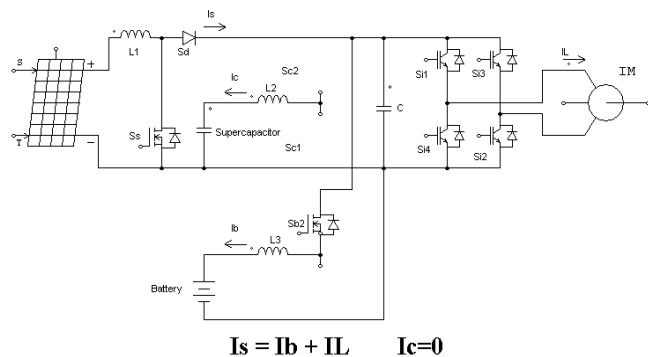 Is
L1
Sd
S
+
Sc2
Ic
L2
Si1
Si3
IL
IM
C
Ss
Supercapacitor
T
−
Sc1
Si4
Si2
Sb2
Ib
L3
Battery
Is = Ib + IL Ic=0